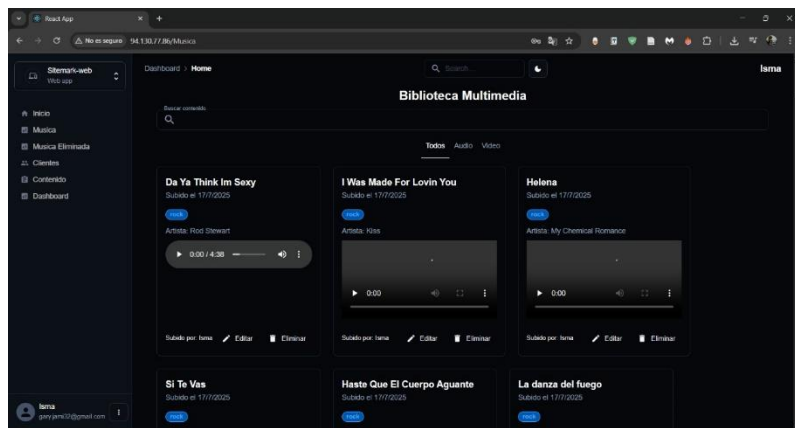 React App
No es seguro 94.130.77.86/Musica
Sitemark-web
Web app
Dashboard > Home
Search...
Isma
Inicio
Musica
Musica Eliminada
Clientes
Contenido
Dashboard
Biblioteca Multimedia
Buscar contenido
Todos Audio Video
Da Ya Think Im Sexy
Subido el 17/7/2025
rock
Artista: Rod Stewart
0:00 / 4:38
Subido por: Isma Editar Eliminar
I Was Made For Lovin You
Subido el 17/7/2025
rock
Artista: Kiss
0:00
Subido por: Isma Editar Eliminar
Helena
Subido el 17/7/2025
rock
Artista: My Chemical Romance
0:00
Subido por: Isma Editar Eliminar
Si Te Vas
Subido el 17/7/2025
rock
Haste Que El Cuerpo Aguante
Subido el 17/7/2025
rock
La danza del fuego
Subido el 17/7/2025
rock
Isma